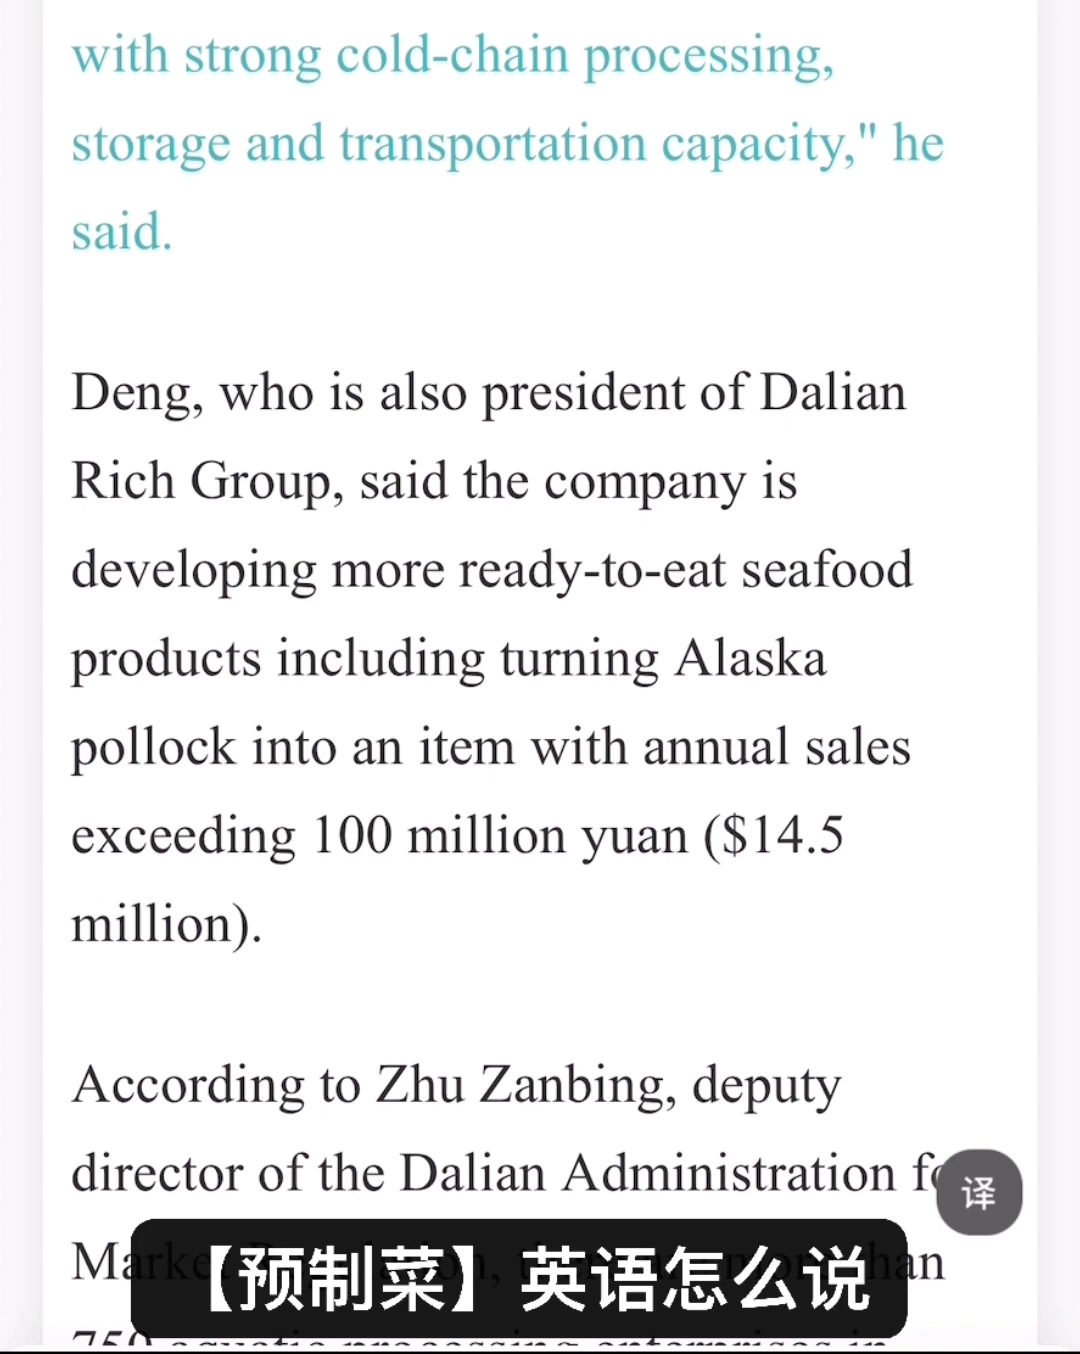 with strong cold-chain processing,
storage and transportation capacity," he
said.
Deng, who is also president of Dalian
Rich Group, said the company is
developing more ready-to-eat seafood
products including turning Alaska
pollock into an item with annual sales
exceeding 100 million yuan ($14.5
million).
According to Zhu Zanbing, deputy
director of the Dalian Administration
译
【预制菜】英语怎么说